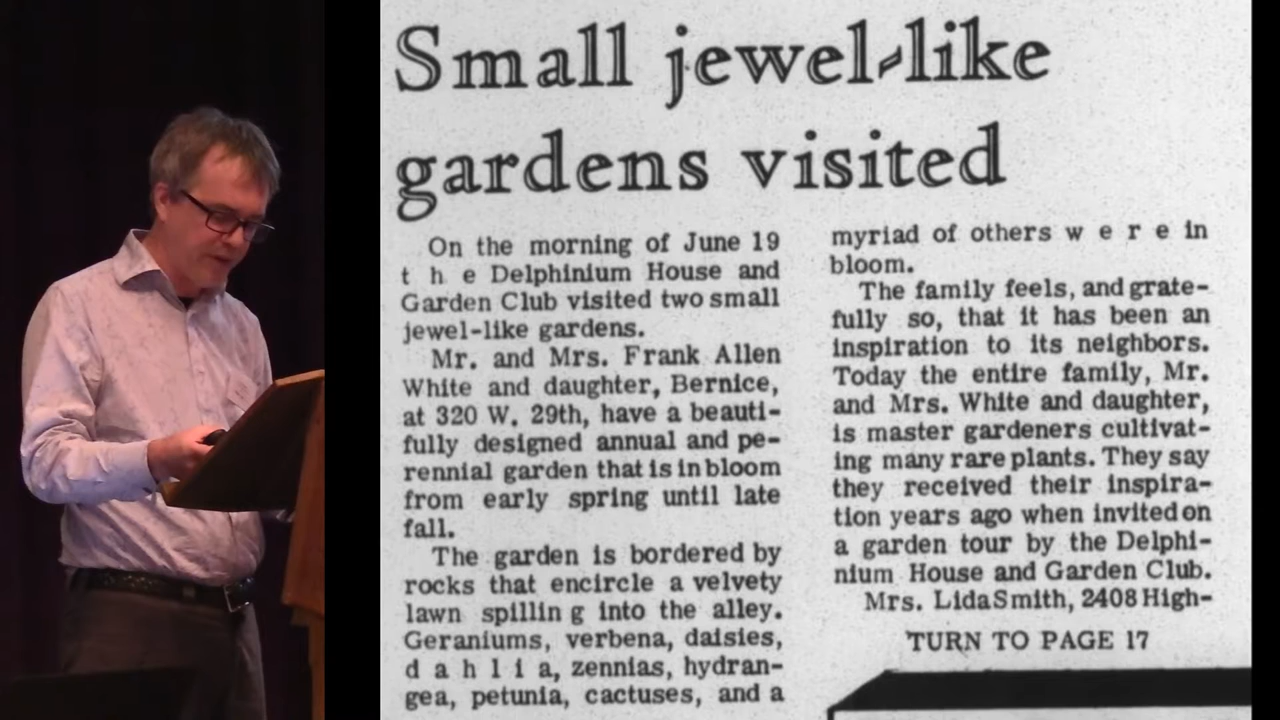 Small jewel-like
gardens visited
On the morning of June 19
t h e Delphinium House and
Garden Club visited two small
jewel-like gardens.
Mr. and Mrs. Frank Allen
White and daughter, Bernice,
at 320 W. 29th, have a beauti-
fully designed annual and pe-
rennial garden that is in bloom
from early spring until late
fall.
The garden is bordered by
rocks that encircle a velvety
lawn spillin g into the alley.
Geraniums, verbena, daisies,
d a h l i a, zennias, hydran-
gea, petunia, cactuses, and a
myriad of others w e r e in
bloom.
The family feels, and grate-
fully so, that it has been an
inspiration to its neighbors.
Today the entire family, Mr.
and Mrs. White and daughter,
is master gardeners cultivat-
ing many rare plants. They say
they received their inspira-
tion years ago when invited on
a garden tour by the Delphi-
nium House and Garden Club.
Mrs. Lida Smith, 2408 High-
TURN TO PAGE 17